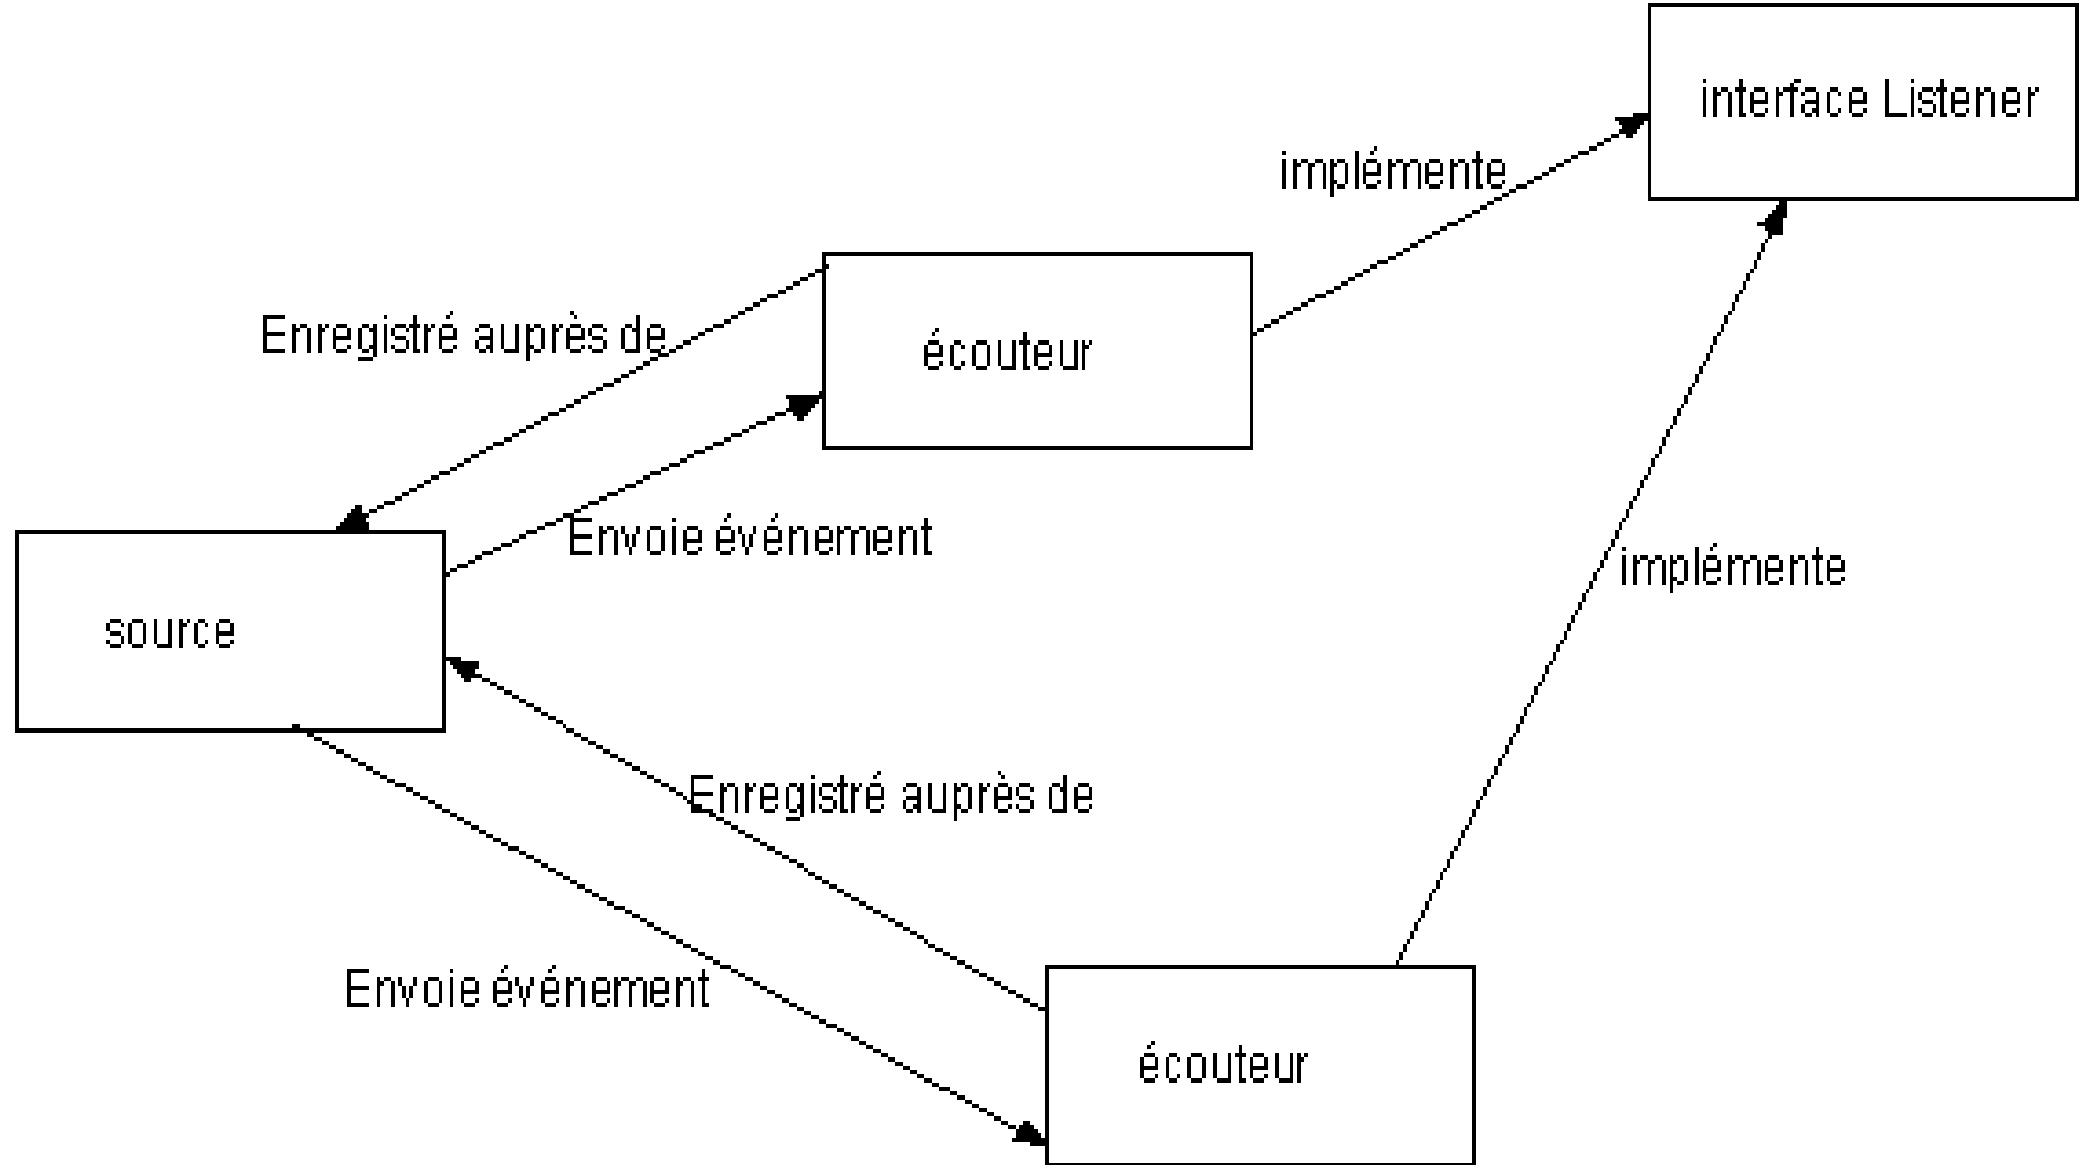 interface Listener
implémente
Enregistré auprès de
écouteur
Envoie événement
implémente
source
Enregistré auprès de
Envoie événement
écouteur